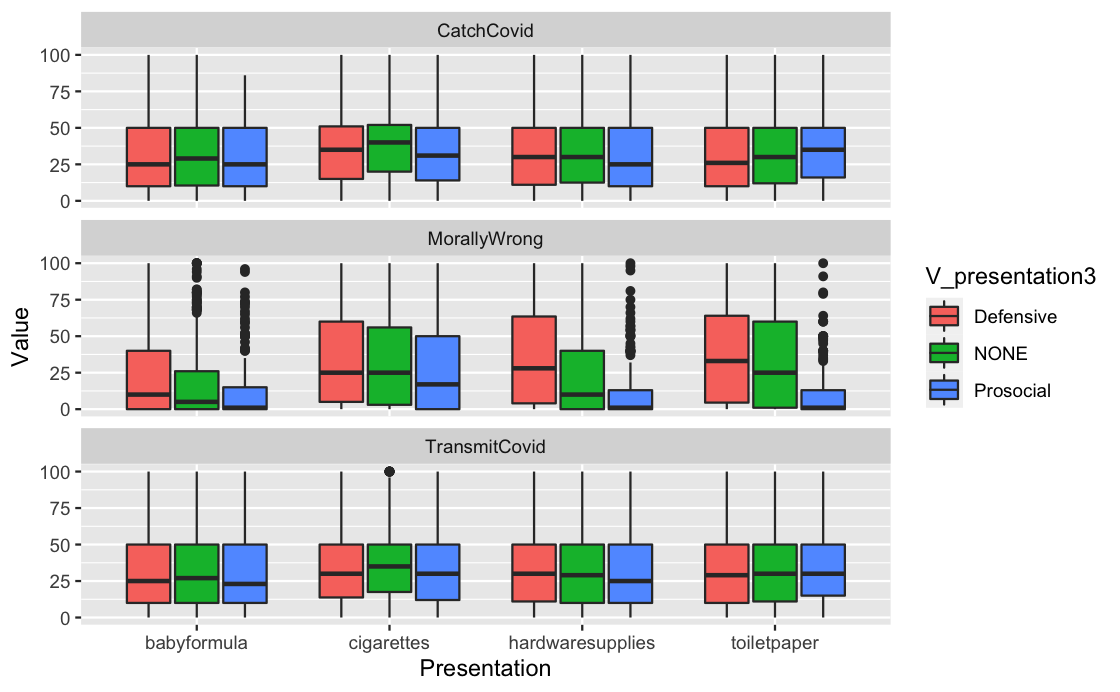 CatchCovid
100
75
50
25
0
MorallyWrong
100
75
50
25
0
TransmitCovid
100
75
50
25
0
Value
babyformula cigarettes hardwaresupplies toiletpaper
Presentation
V_presentation3
Defensive
NONE
Prosocial